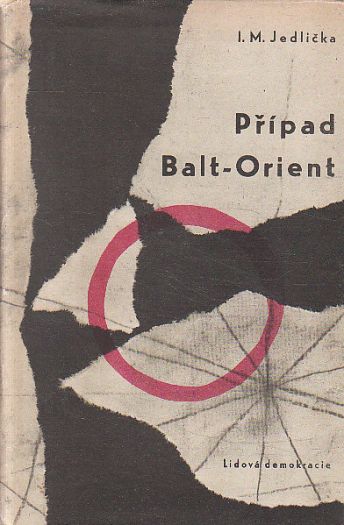 I. M. Jedlička
Případ
Balt-Orient
Lidová demokracie